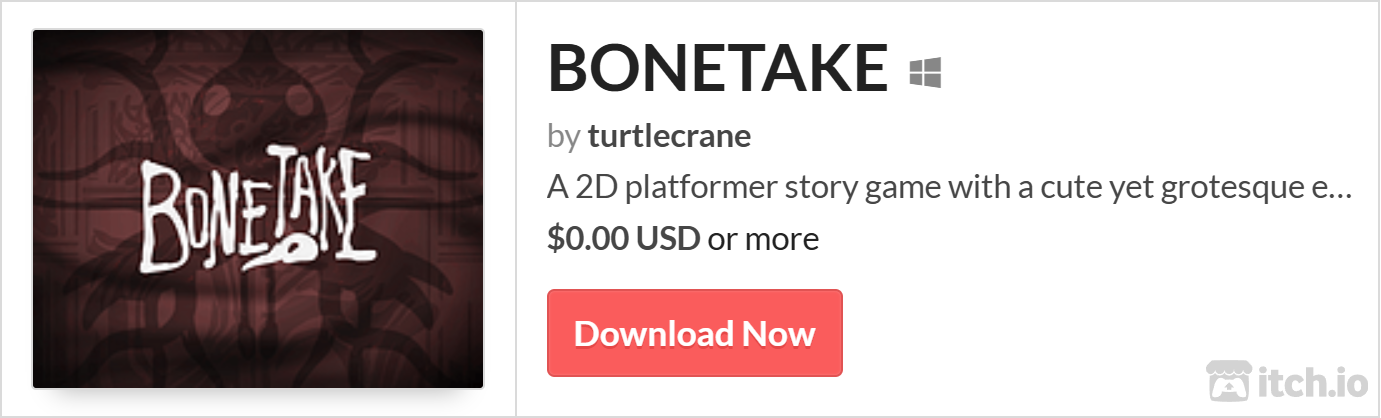 BONETAKE
BONETAKE
by turtlecrane
A 2D platformer story game with a cute yet grotesque e...
$0.00 USD or more
Download Now
itch.io